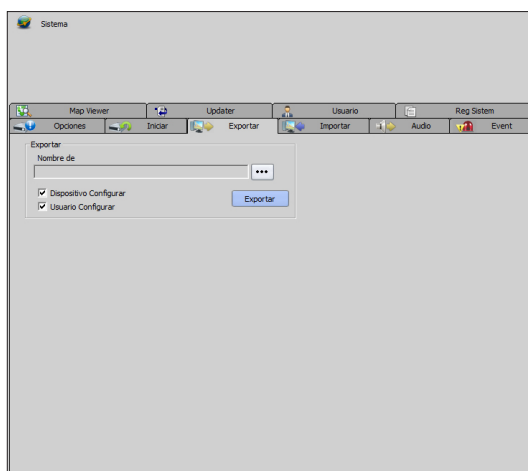 Sistema
Map Viewer Updater Usuario Reg Sistem
Opciones Iniciar Exportar Importar Audio Event
Exportar
Nombre de
•••
Dispositivo Configurar
Exportar
Usuario Configurar